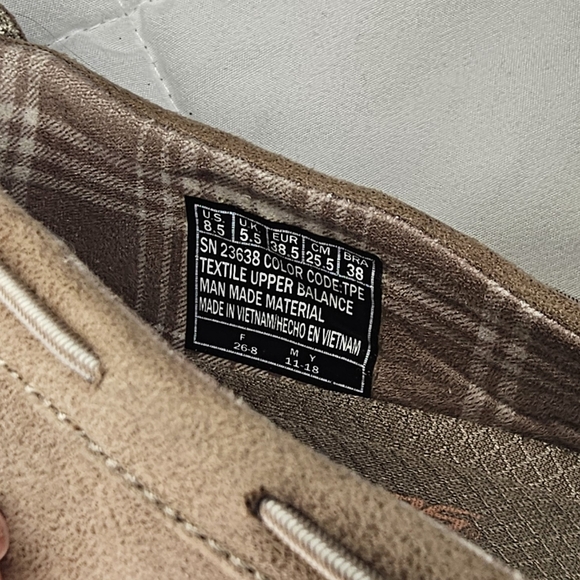 U.S. UK EUR CM BRA
8.5 5.5 38.5 25.5 38
SN 23638 COLOR CODE:TPE
TEXTILE UPPER BALANCE
MAN MADE MATERIAL
MADE IN VIETNAM/HECHO EN VIETNAM
F M Y
26-8 11-18